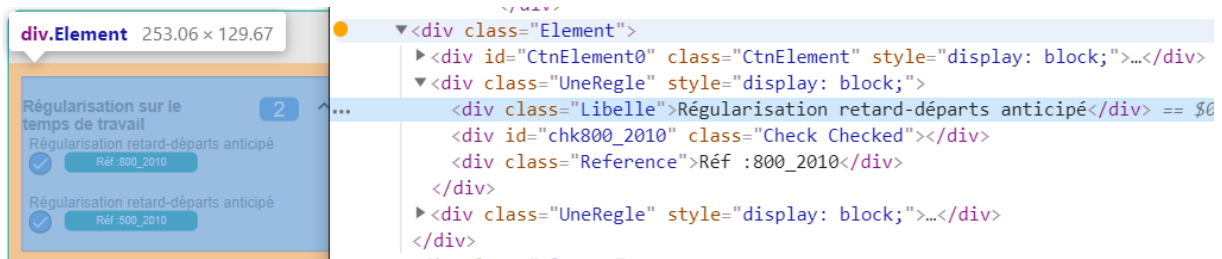 div.Element 253.06 × 129.67
Régularisation sur le
temps de travail
2
Régularisation retard-départs anticipé
Réf :800_2010
Régularisation retard-départs anticipé
Réf :500_2010
▼<div class="Element">
▶<div id="CtnElement0" class="CtnElement" style="display: block;">…</div>
▼<div class="UneRegle" style="display: block;">
<div class="Libelle">Régularisation retard-départs anticipé</div> == $0
<div id="chk800_2010" class="Check Checked"></div>
<div class="Reference">Réf :800_2010</div>
</div>
▶<div class="UneRegle" style="display: block;">…</div>
</div>